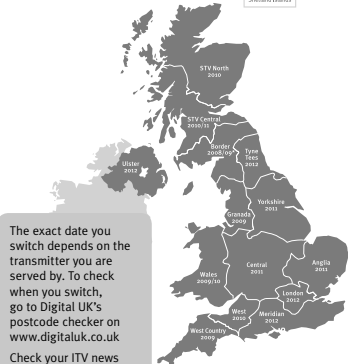 Shetland Islands
STV North
2010
STV Central
2010/11
Border
2008/09
Tyne
Tees
2012
Ulster
2012
Yorkshire
2011
Granada
2009
Central
2011
Anglia
2011
Wales
2009/10
London
2012
West
2010
Meridian
2012
West Country
2009
The exact date you
switch depends on the
transmitter you are
served by. To check
when you switch,
go to Digital UK's
postcode checker on
www.digitaluk.co.uk
Check your ITV news